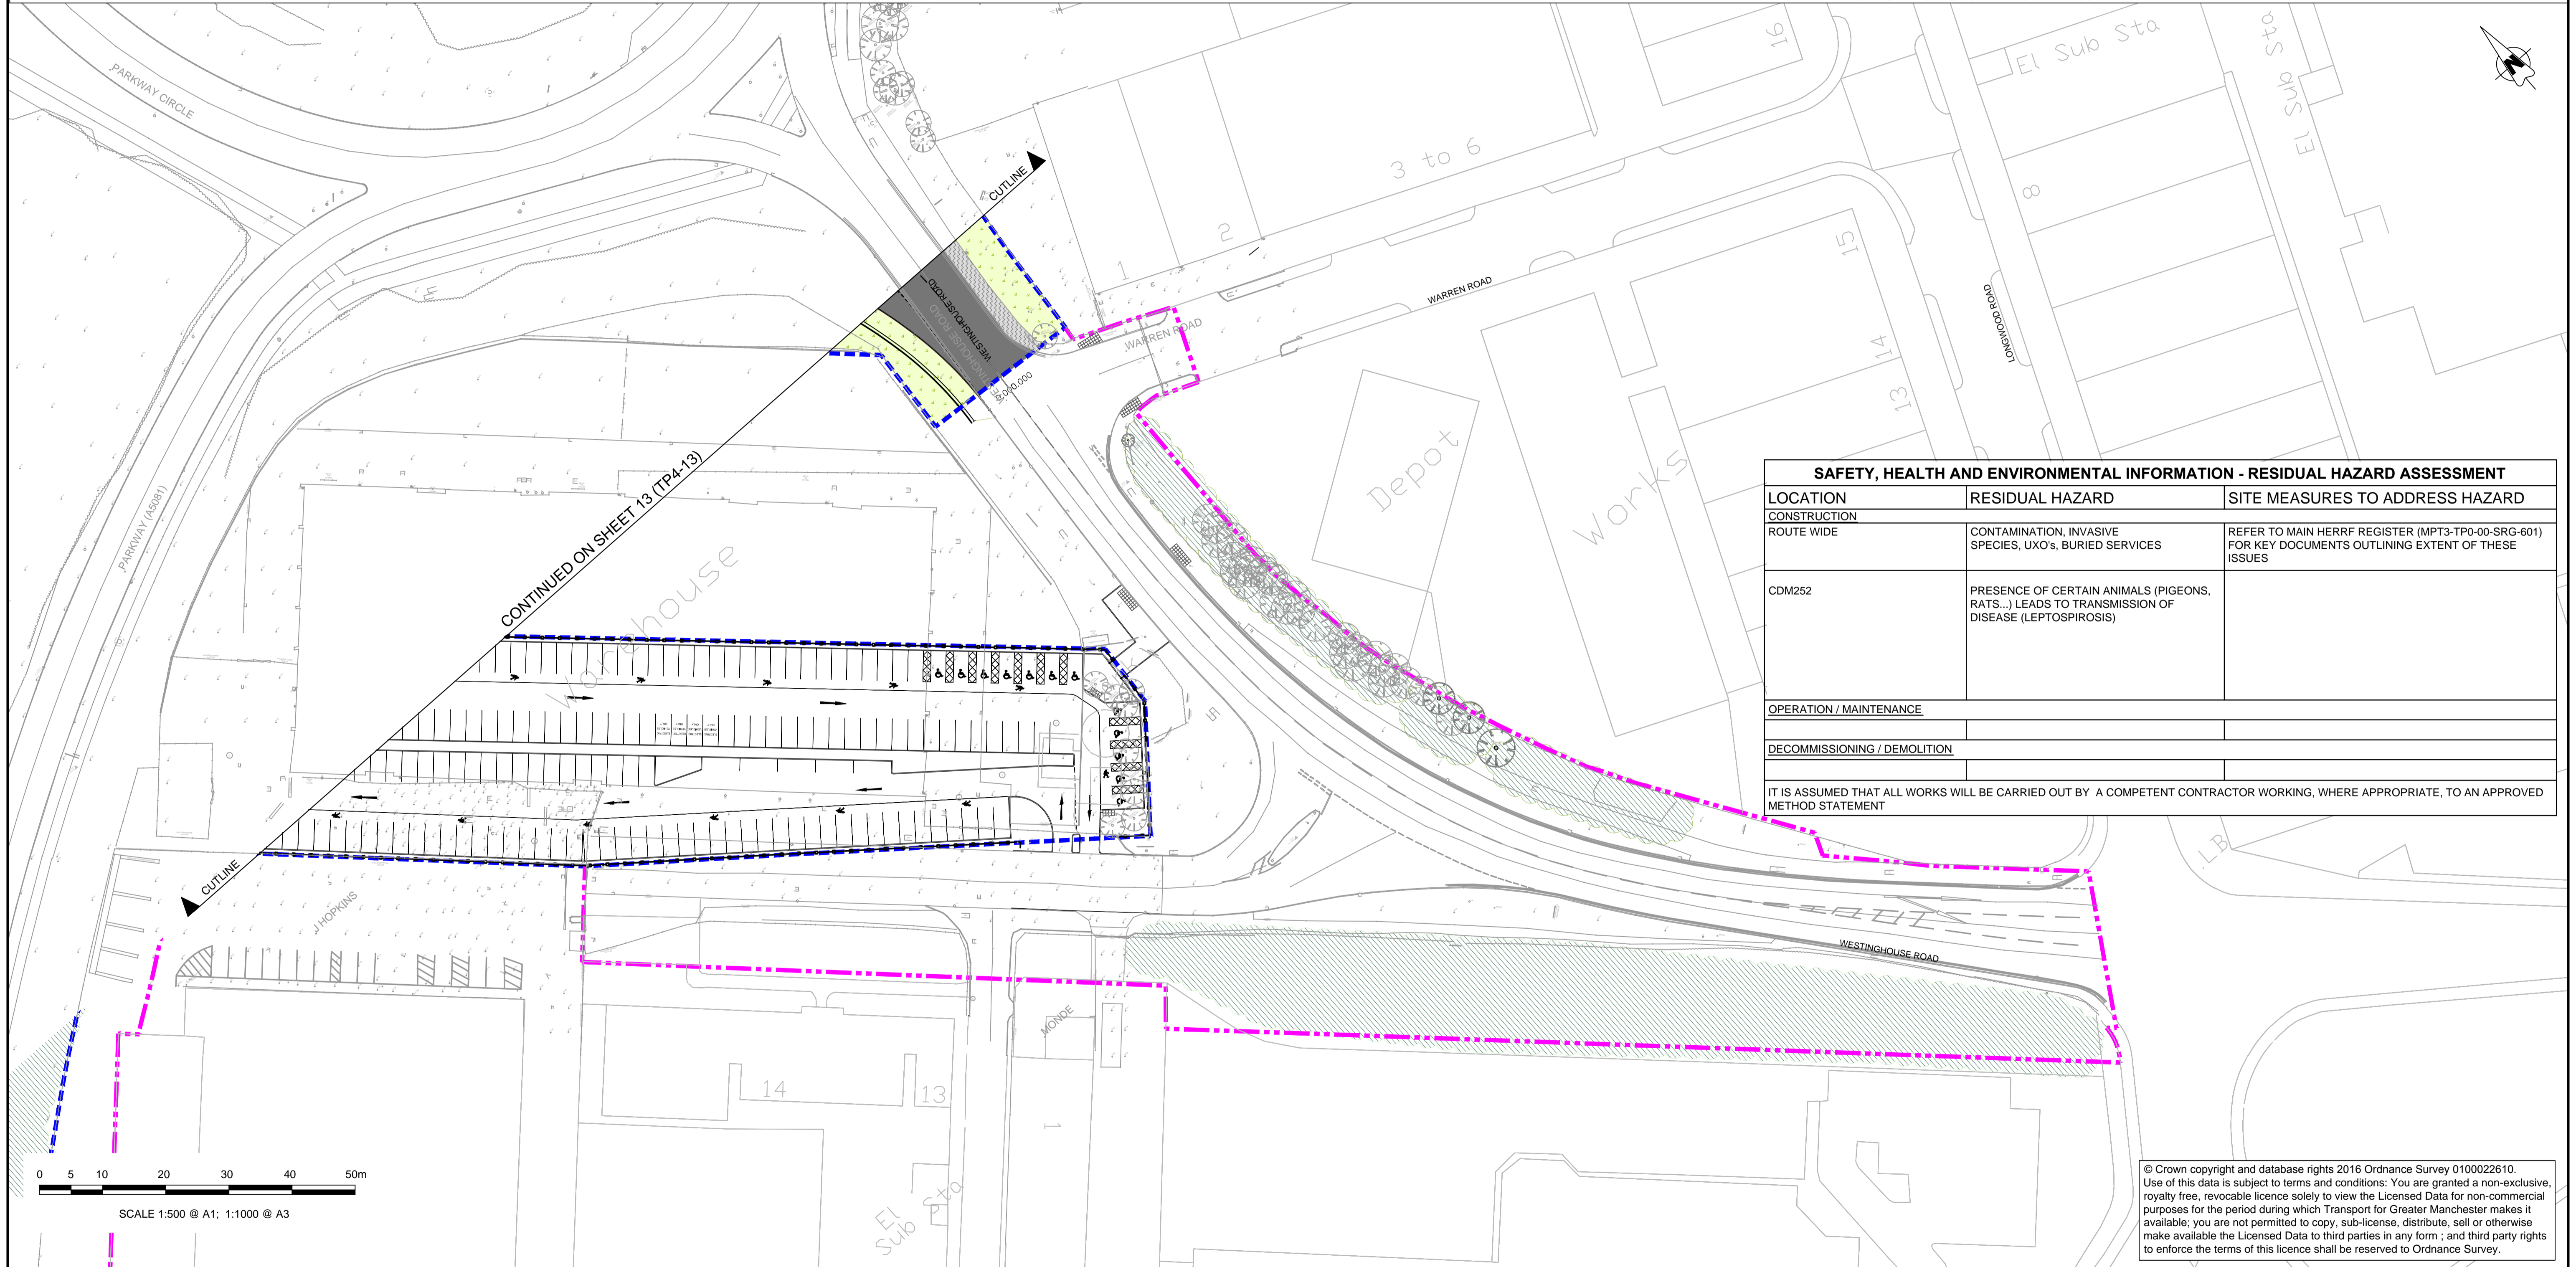 PARKWAY CIRCLE
PARKWAY (A5081)
CUTLINE
CONTINUED ON SHEET 13 (TP4-13)
CUTLINE
WESTINGHOUSE ROAD
0.000.000
WARREN ROAD
WARREN ROAD
LONGWOOD ROAD
WESTINGHOUSE ROAD
El Sub Sta
El Sub Sta
16
3 to 6
2
1
15
14
13
8
Depot
Works
Warehouse
LB
J HOPKINS
MONDE
14
13
1
El
Sub Sta
N
SAFETY, HEALTH AND ENVIRONMENTAL INFORMATION - RESIDUAL HAZARD ASSESSMENT
LOCATION RESIDUAL HAZARD SITE MEASURES TO ADDRESS HAZARD
CONSTRUCTION
ROUTE WIDE CONTAMINATION, INVASIVE
SPECIES, UXO's, BURIED SERVICES
REFER TO MAIN HERRF REGISTER (MPT3-TP0-00-SRG-601)
FOR KEY DOCUMENTS OUTLINING EXTENT OF THESE
ISSUES
CDM252 PRESENCE OF CERTAIN ANIMALS (PIGEONS,
RATS...) LEADS TO TRANSMISSION OF
DISEASE (LEPTOSPIROSIS)
OPERATION / MAINTENANCE
DECOMMISSIONING / DEMOLITION
IT IS ASSUMED THAT ALL WORKS WILL BE CARRIED OUT BY A COMPETENT CONTRACTOR WORKING, WHERE APPROPRIATE, TO AN APPROVED
METHOD STATEMENT
0 5 10 20 30 40 50m
SCALE 1:500 @ A1; 1:1000 @ A3
© Crown copyright and database rights 2016 Ordnance Survey 0100022610.
Use of this data is subject to terms and conditions: You are granted a non-exclusive,
royalty free, revocable licence solely to view the Licensed Data for non-commercial
purposes for the period during which Transport for Greater Manchester makes it
available; you are not permitted to copy, sub-license, distribute, sell or otherwise
make available the Licensed Data to third parties in any form ; and third party rights
to enforce the terms of this licence shall be reserved to Ordnance Survey.